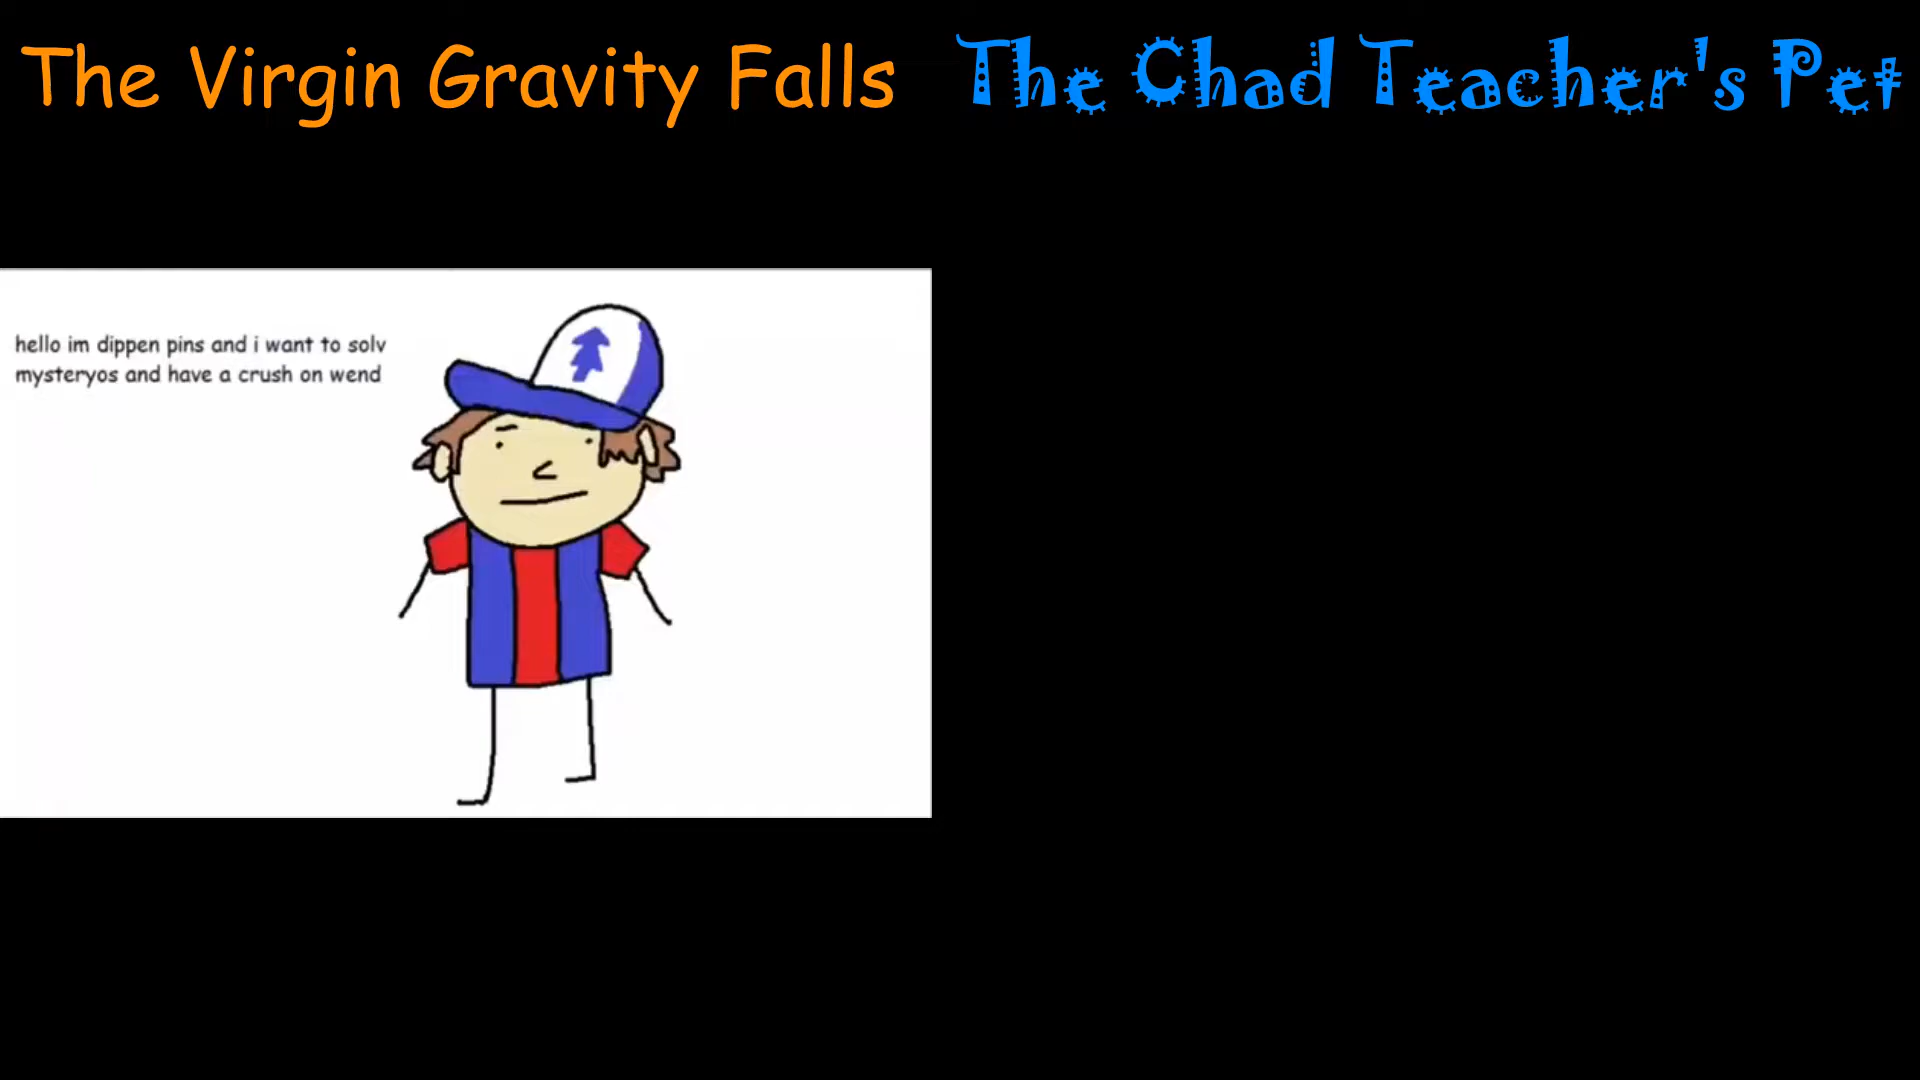 The Virgin Gravity Falls
The Chad Teacher's Pet
hello im dippen pins and i want to solv
mysteryos and have a crush on wend